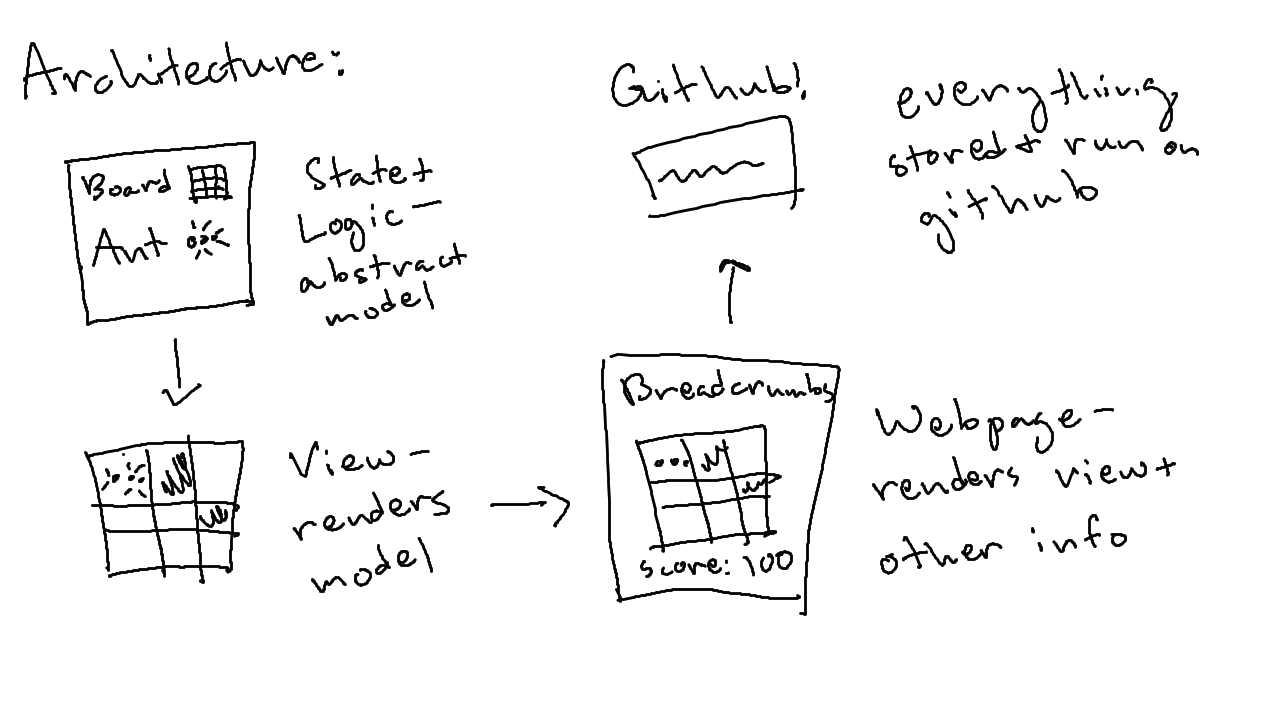 Architecture:
Board
Ant
State +
Logic -
abstract
model
View -
renders
model
Github!
everything
stored + run on
github
Breadcrumbs
score: 100
Webpage -
renders view +
other info